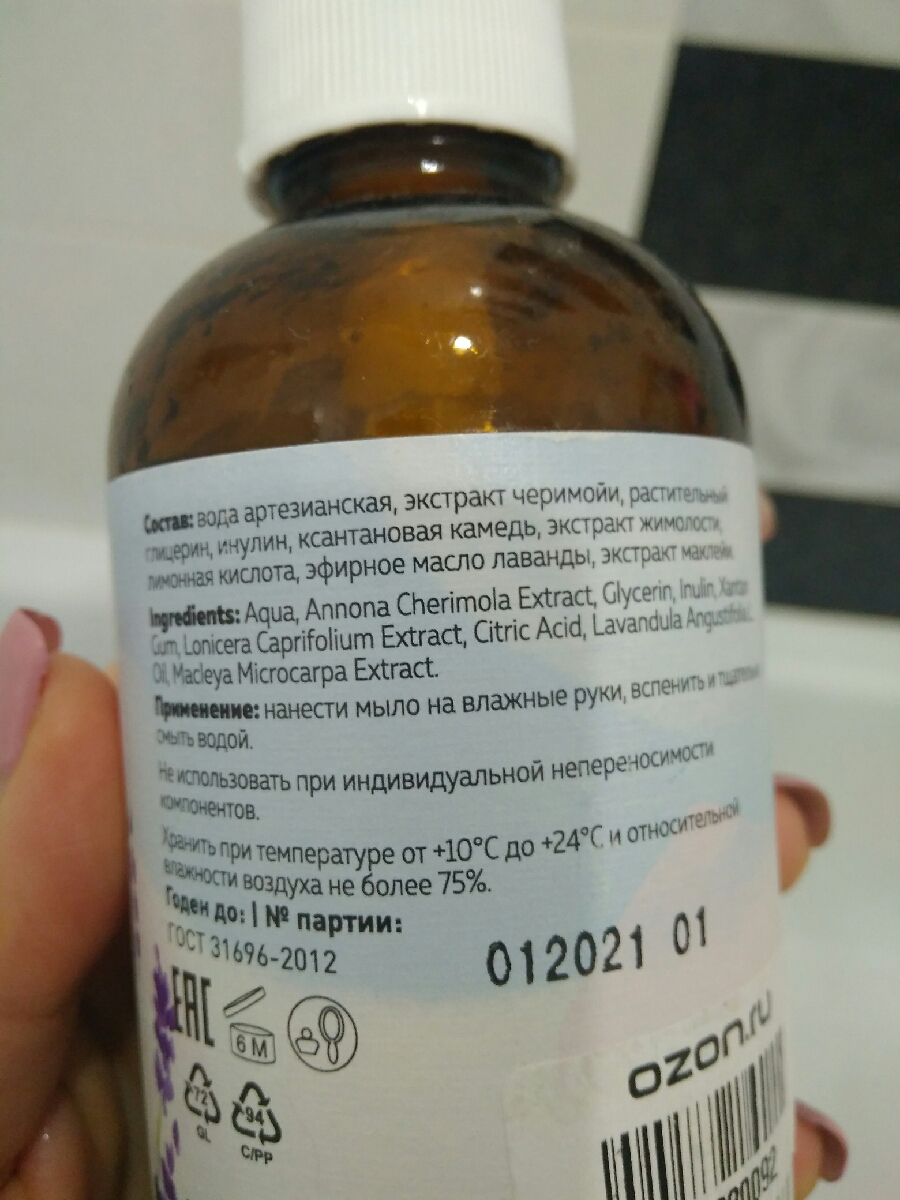 Состав: вода артезианская, экстракт черимойи, растительный
глицерин, инулин, ксантановая камедь, экстракт жимолости,
лимонная кислота, эфирное масло лаванды, экстракт маклейи.
Ingredients: Aqua, Annona Cherimola Extract, Glycerin, Inulin, Xantan
Gum, Lonicera Caprifolium Extract, Citric Acid, Lavandula Angustifolia
Oil, Macleya Microcarpa Extract.
Применение: нанести мыло на влажные руки, вспенить и тщательно
смыть водой.
Не использовать при индивидуальной непереносимости
компонентов.
Хранить при температуре от +10°C до +24°C и относительной
влажности воздуха не более 75%.
Годен до: | № партии:
012021 01
ГОСТ 31696-2012
EAC
6 M
ozon.ru
72
GL
94
C/PP